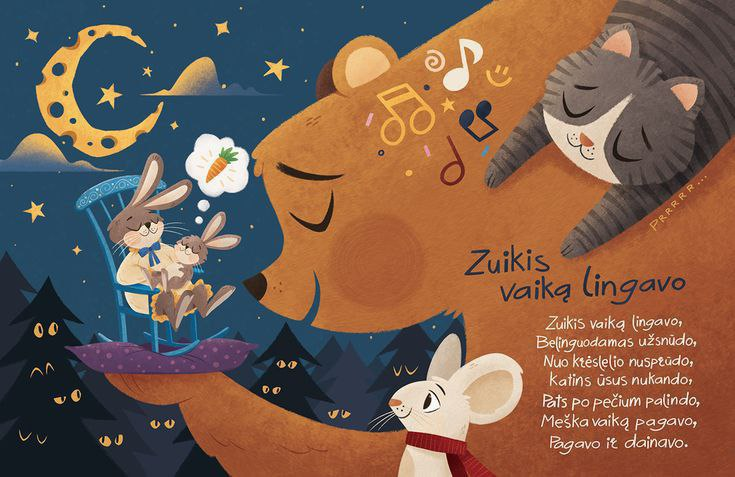 PRRRRR...
Zuikis
vaiką lingavo
Zuikis vaiką lingavo,
Belinguodamas užsnūdo,
Nuo krėslelio nusprūdo,
Katins ūsus nukando,
Pats po pečium palindo,
Meška vaiką pagavo,
Pagavo ir dainavo.